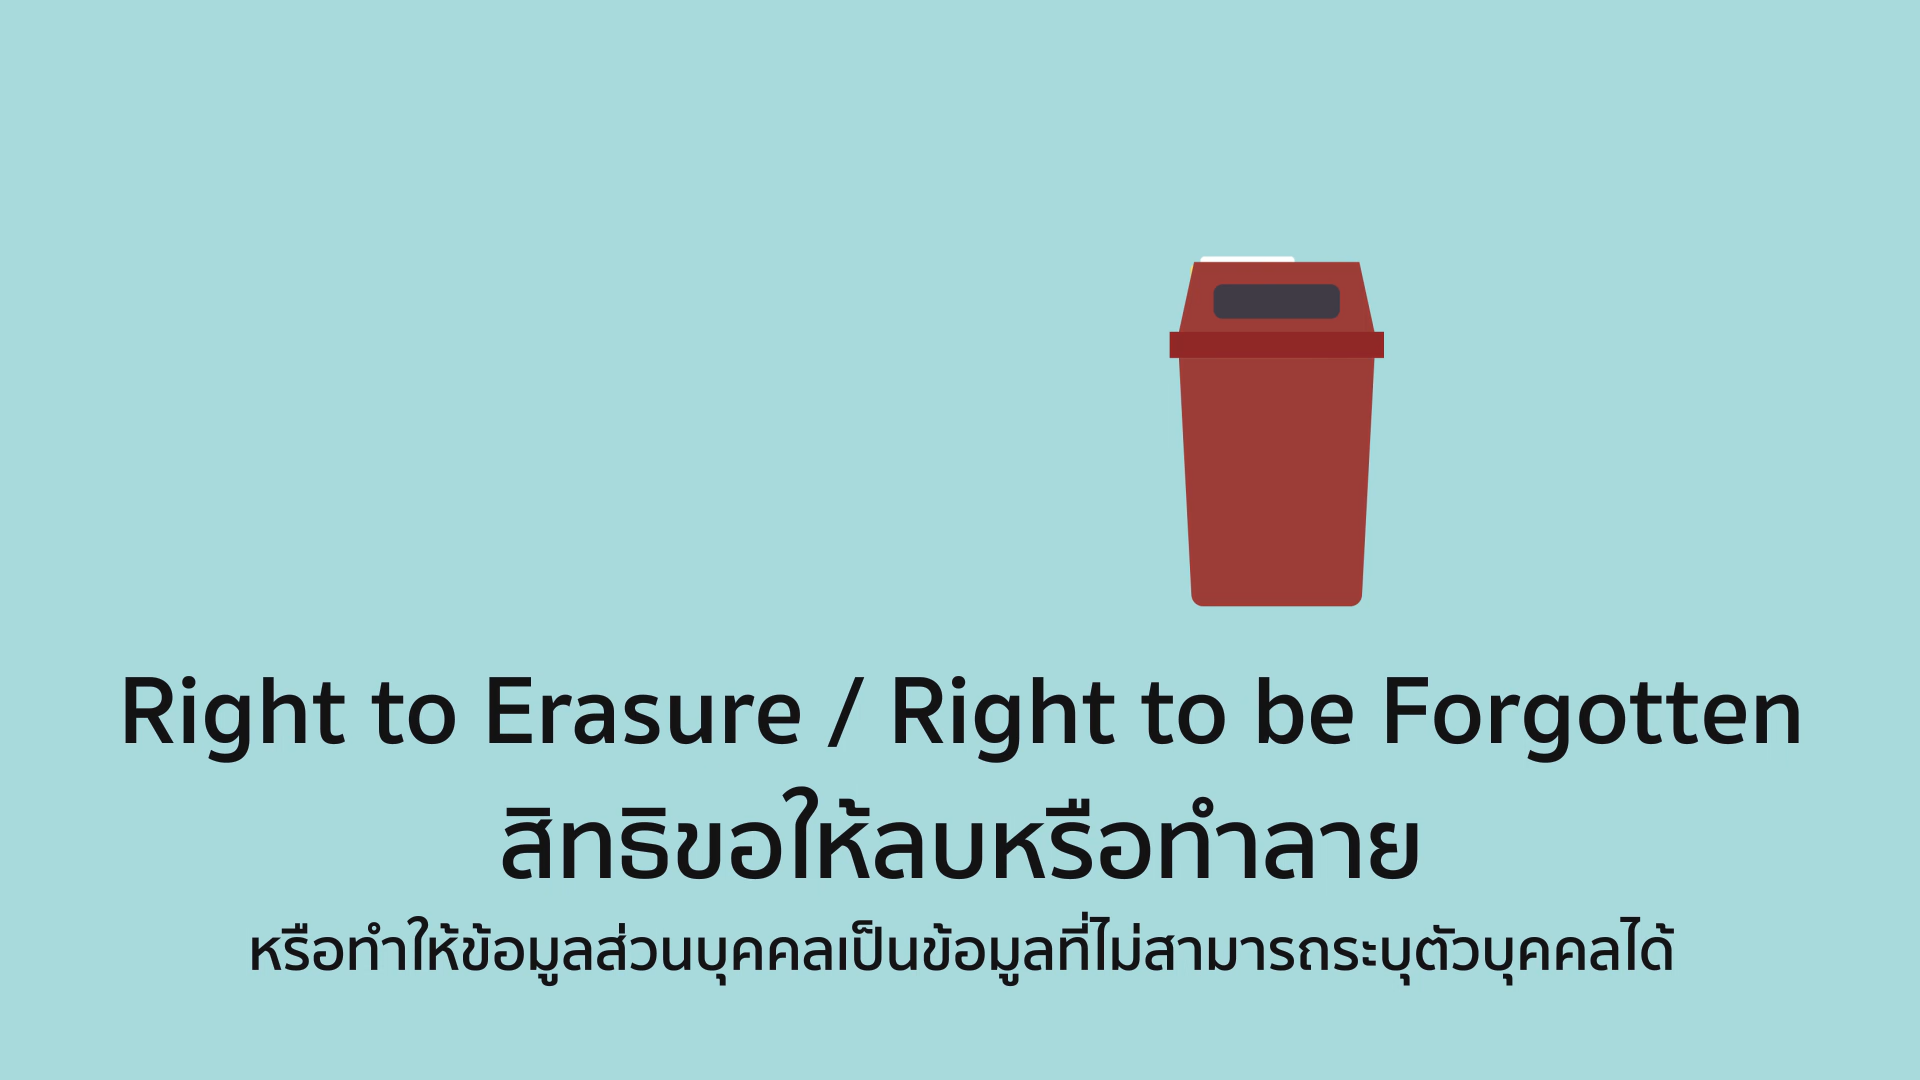 Right to Erasure / Right to be Forgotten
สิทธิขอให้ลบหรือทำลาย
หรือทำให้ข้อมูลส่วนบุคคลเป็นข้อมูลที่ไม่สามารถระบุตัวบุคคลได้